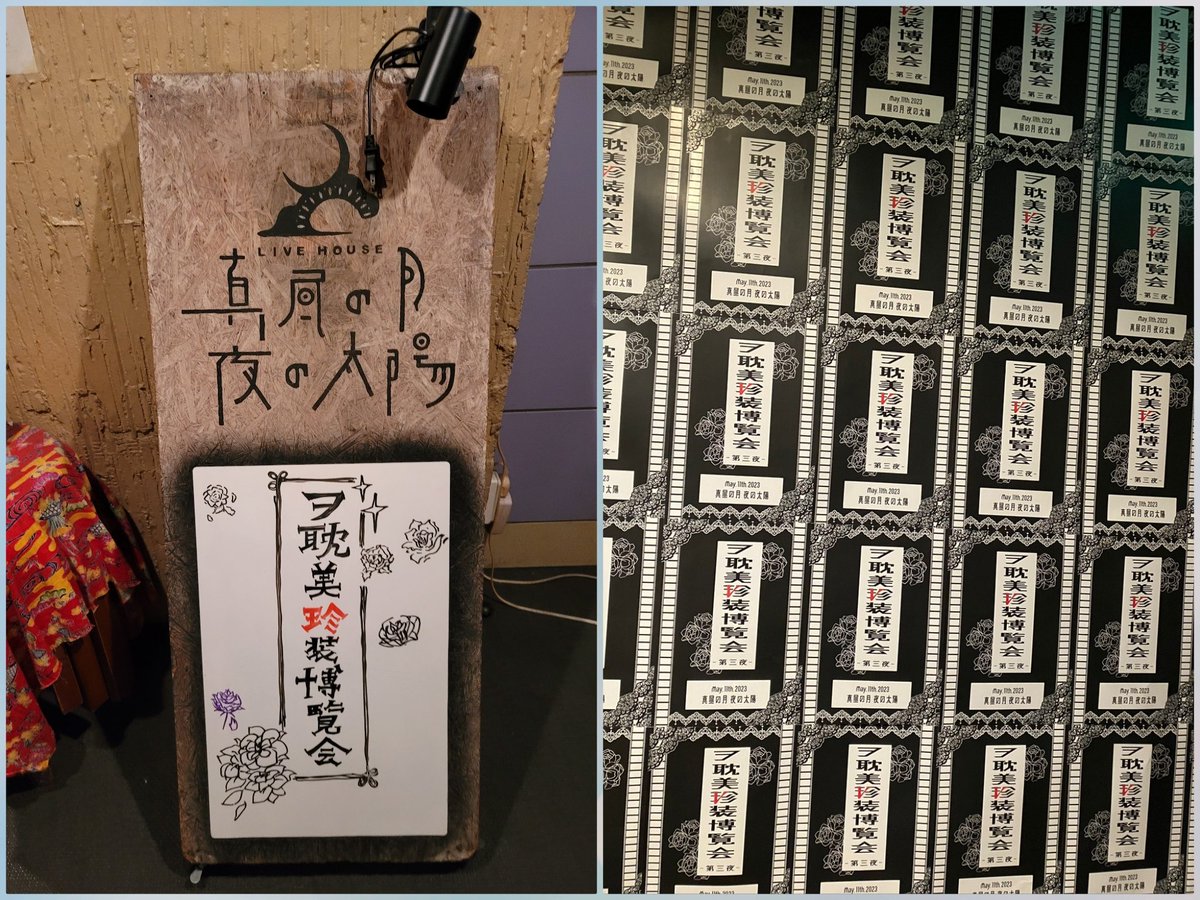 LIVE HOUSE
真昼の月
夜の太陽
ヲ耽美珍装博覧会
ヲ耽美珍装博覧会
-第三夜-
May.11th.2023
真昼の月 夜の太陽